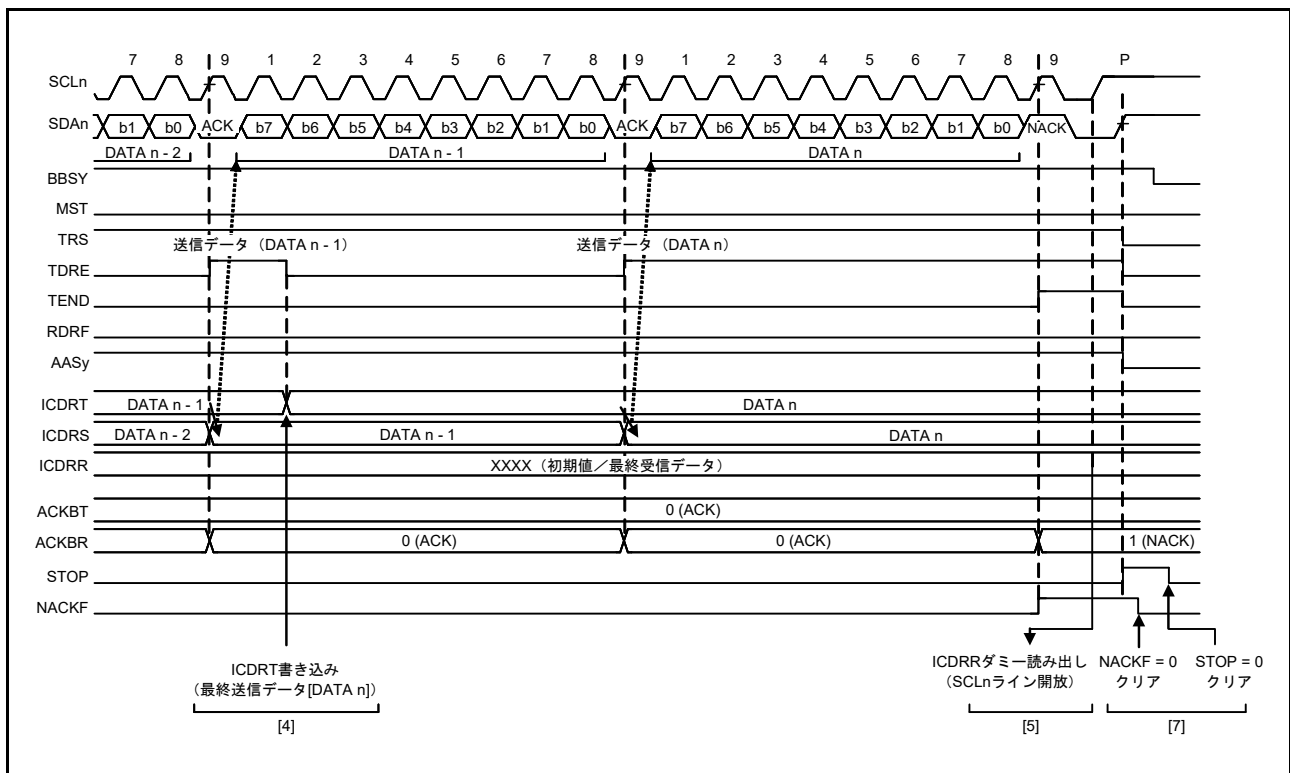 7 8 9 1 2 3 4 5 6 7 8 9 1 2 3 4 5 6 7 8 9 P
SCLn
SDAn b1 b0 ACK b7 b6 b5 b4 b3 b2 b1 b0 ACK b7 b6 b5 b4 b3 b2 b1 b0 NACK
DATA n - 2 DATA n - 1 DATA n
BBSY
MST
TRS
送信データ（DATA n - 1） 送信データ（DATA n）
TDRE
TEND
RDRF
AASy
ICDRT DATA n - 1 DATA n
ICDRS DATA n - 2 DATA n - 1 DATA n
ICDRR XXXX（初期値／最終受信データ）
ACKBT 0 (ACK)
ACKBR 0 (ACK) 0 (ACK) 1 (NACK)
STOP
NACKF
ICDRT書き込み ICDRRダミー読み出し NACKF = 0 STOP = 0
（最終送信データ[DATA n]） （SCLnライン開放） クリア クリア
[4] [5] [7]